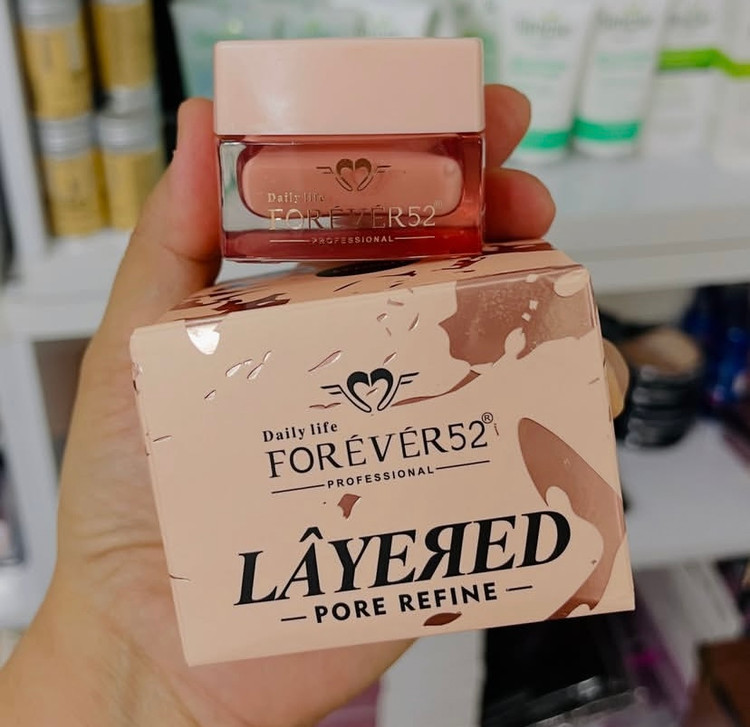 Daily life
FORÉVÉR52®
PROFESSIONAL
Daily life
FORÉVÉR52®
PROFESSIONAL
LÂYEЯED
PORE REFINE